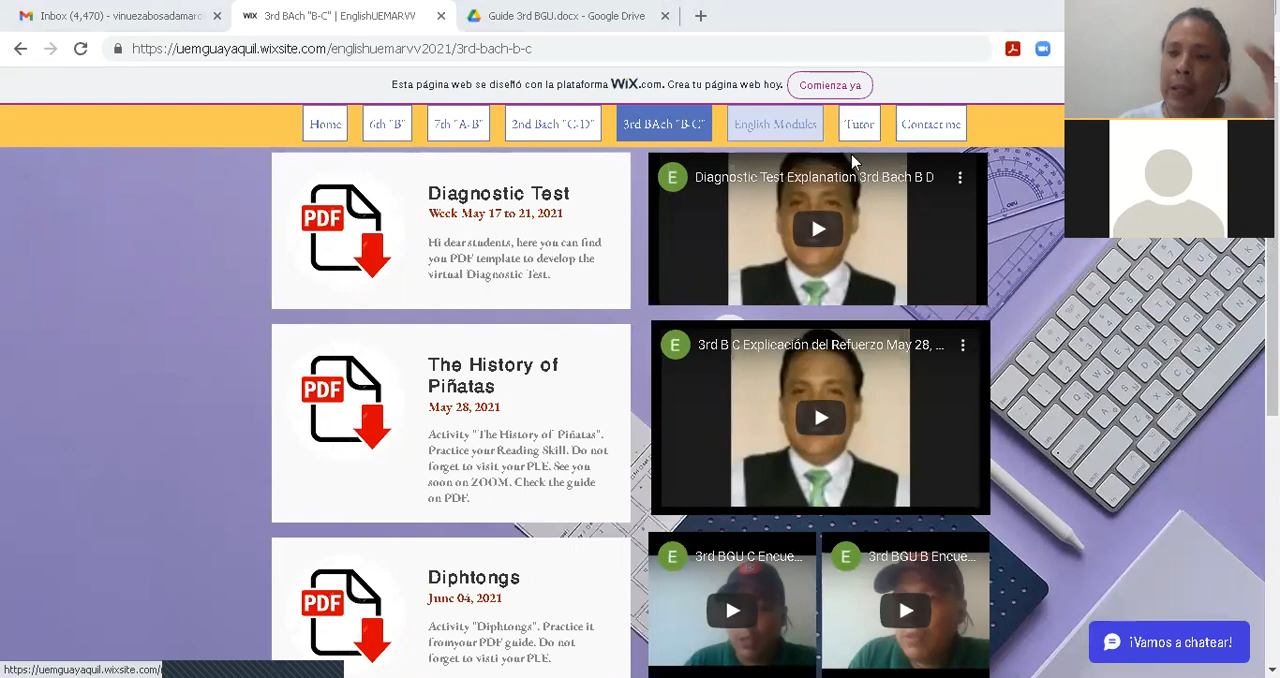 Inbox (4,470) - vinuezabosadamarc
3rd BAch "B-C" | EnglishUEMARVV
Guide 3rd BGU.docx - Google Drive
https://uemguayaquil.wixsite.com/englishuemarvv2021/3rd-bach-b-c
Esta página web se diseñó con la plataforma WiX.com. Crea tu página web hoy. Comienza ya
Home
6th "B"
7th "A-B"
2nd Bach "C-D"
3rd BAch "B-C"
English Modules
Tutor
Contact me
PDF
Diagnostic Test
Week May 17 to 21, 2021
Hi dear students, here you can find
you PDF template to develop the
virtual Diagnostic Test.
E Diagnostic Test Explanation 3rd Bach B D
PDF
The History of
Piñatas
May 28, 2021
Activity "The History of Piñatas".
Practice your Reading Skill. Do not
forget to visit your PLE. See you
soon on ZOOM. Check the guide
on PDF.
E 3rd B C Explicación del Refuerzo May 28, ...
PDF
Diphtongs
June 04, 2021
Activity "Diphtongs". Practice it
fromyour PDF guide. Do not
forget to visti your PLE.
E 3rd BGU C Encue...
E 3rd BGU B Encue...
¡Vamos a chatear!
https://uemguayaquil.wixsite.com/